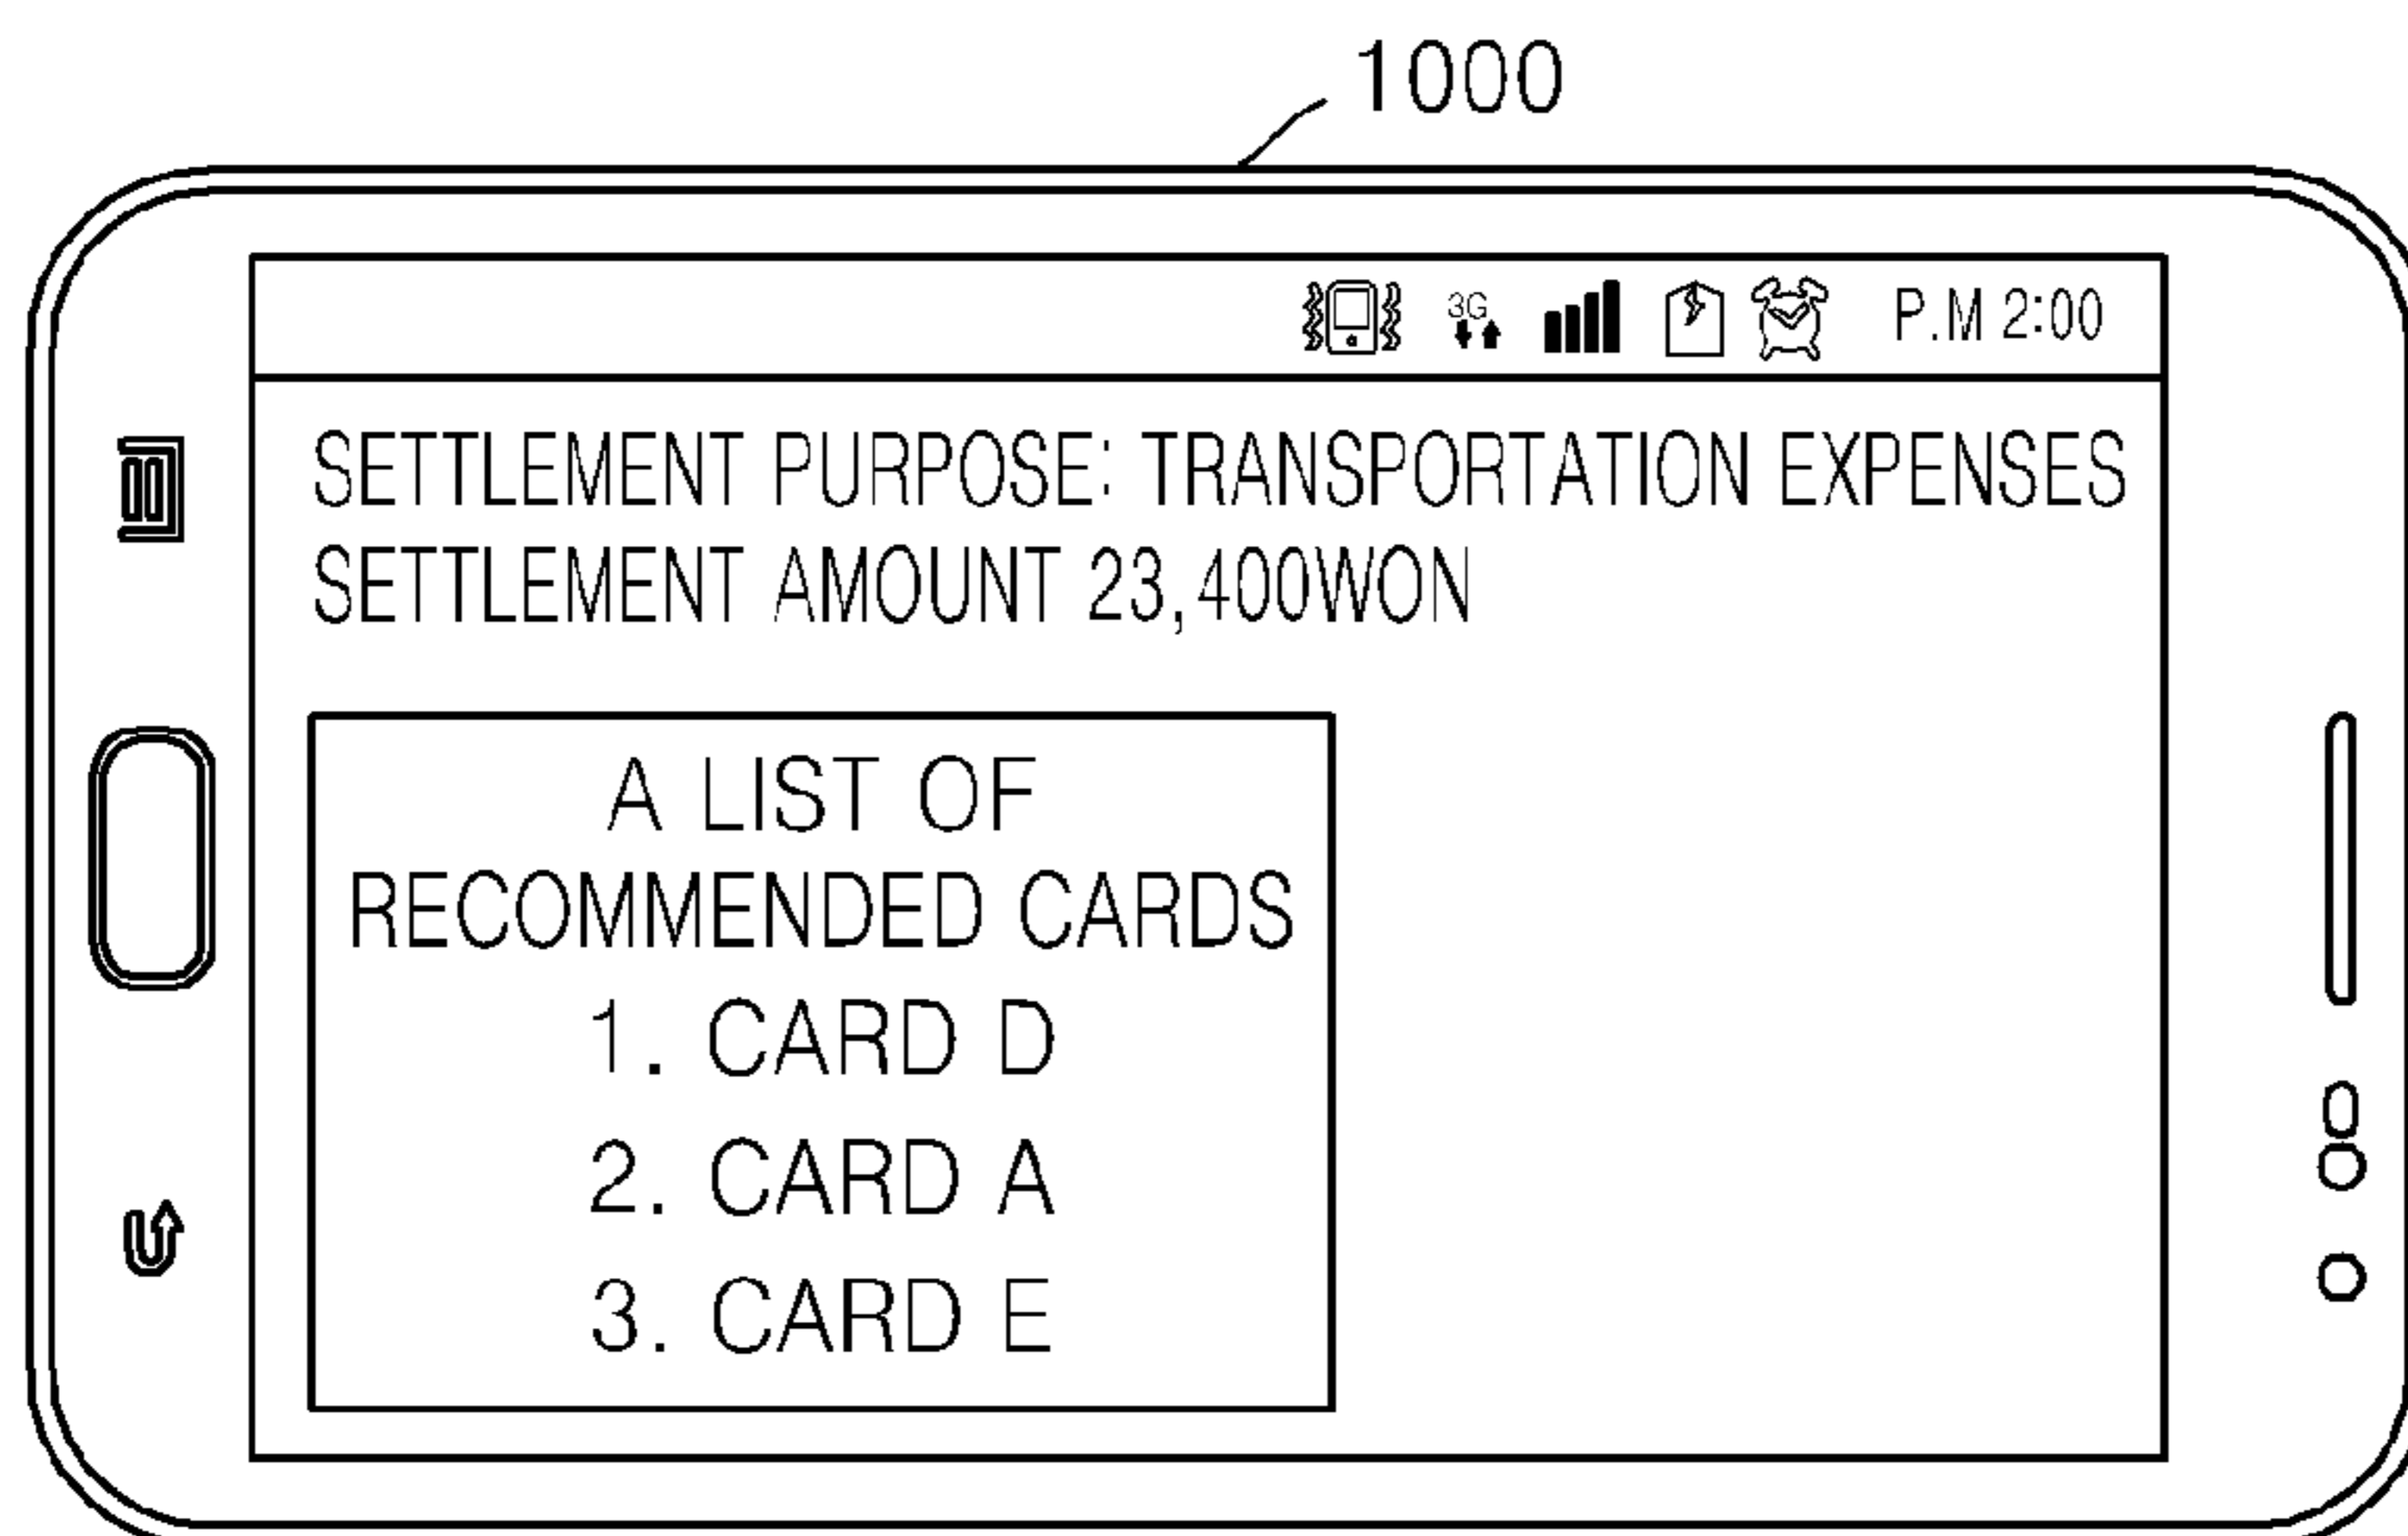 1000
3G P.M 2:00
SETTLEMENT PURPOSE: TRANSPORTATION EXPENSES
SETTLEMENT AMOUNT 23,400WON
A LIST OF
RECOMMENDED CARDS
1. CARD D
2. CARD A
3. CARD E